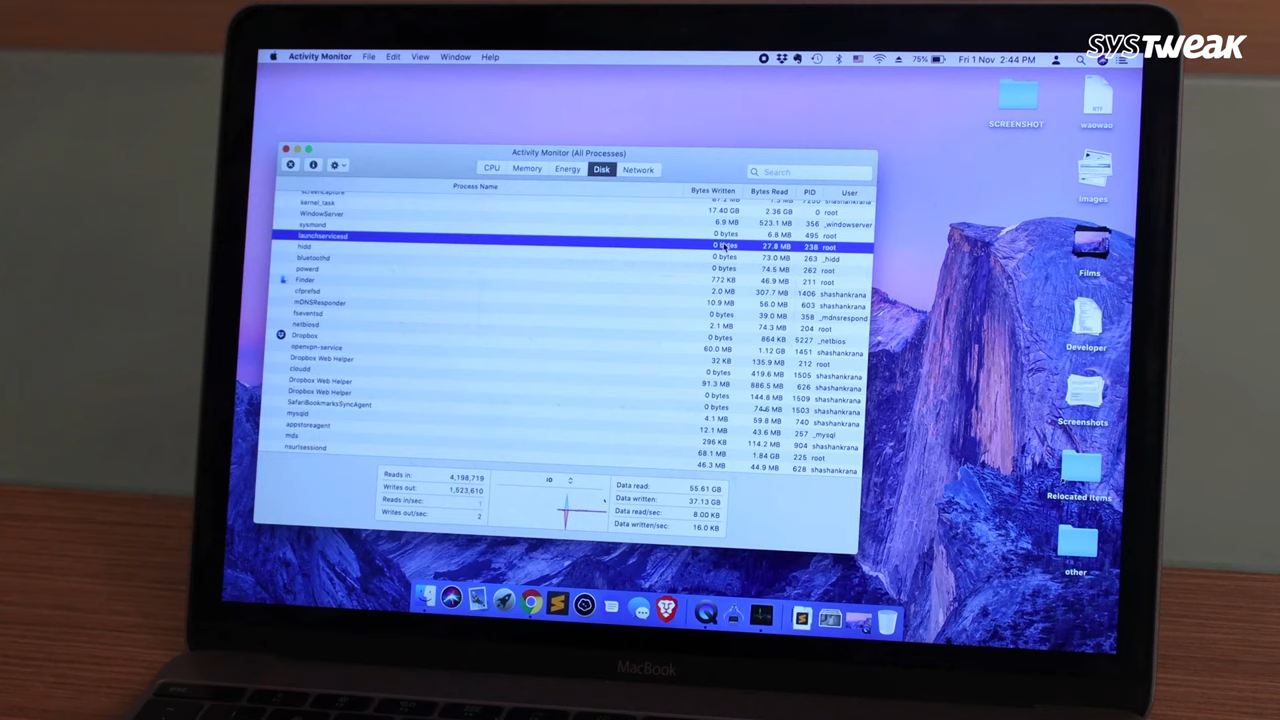 SYSTWEAK
Activity Monitor File Edit View Window Help 75% Fri 1 Nov 2:44 PM
SCREENSHOT
waowao
Images
Films
Developer
Screenshots
Relocated Items
other
Activity Monitor (All Processes)
CPU Memory Energy Disk Network Search
Process Name Bytes Written Bytes Read PID User
screencapture 87.2 MB 1.3 MB 7250 shashankrana
kernel_task 17.40 GB 2.36 GB 0 root
WindowServer 6.9 MB 523.1 MB 356 _windowserver
sysmond 0 bytes 6.8 MB 495 root
launchservicesd 0 bytes 27.8 MB 238 root
hidd 0 bytes 73.0 MB 263 _hidd
bluetoothd 0 bytes 74.5 MB 262 root
powerd 772 KB 46.9 MB 211 root
Finder 2.0 MB 307.7 MB 1406 shashankrana
cfprefsd 10.9 MB 56.0 MB 603 shashankrana
mDNSResponder 0 bytes 39.0 MB 358 _mdnsrespond
fseventsd 2.1 MB 74.3 MB 204 root
netbiosd 0 bytes 864 KB 5227 _netbios
Dropbox 60.0 MB 1.12 GB 1451 shashankrana
openvpn-service 32 KB 135.9 MB 212 root
Dropbox Web Helper 0 bytes 419.6 MB 1505 shashankrana
cloudd 91.3 MB 886.5 MB 626 shashankrana
Dropbox Web Helper 0 bytes 144.8 MB 1509 shashankrana
Dropbox Web Helper 0 bytes 74.6 MB 1503 shashankrana
SafariBookmarksSyncAgent 4.1 MB 59.8 MB 740 shashankrana
mysqld 12.1 MB 43.6 MB 257 _mysql
appstoreagent 296 KB 114.2 MB 904 shashankrana
mds 68.1 MB 1.84 GB 225 root
nsurlsessiond 46.3 MB 44.9 MB 628 shashankrana
Reads in: 4,198,719
Writes out: 1,523,610
Reads in/sec: 1
Writes out/sec: 2
IO
Data read: 55.61 GB
Data written: 37.13 GB
Data read/sec: 8.00 KB
Data written/sec: 16.0 KB
MacBook